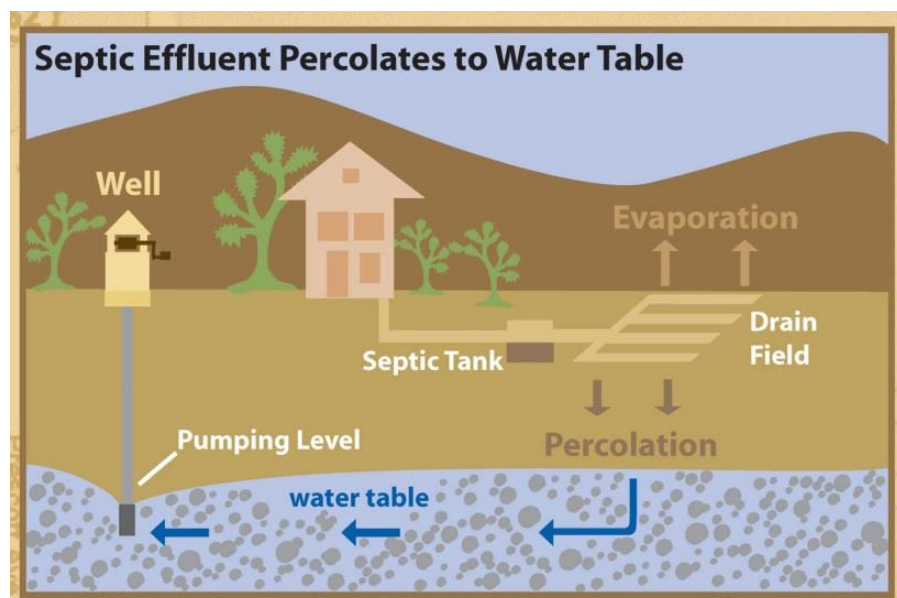 Septic Effluent Percolates to Water Table
Well
Evaporation
Drain
Field
Septic Tank
Pumping Level
Percolation
water table